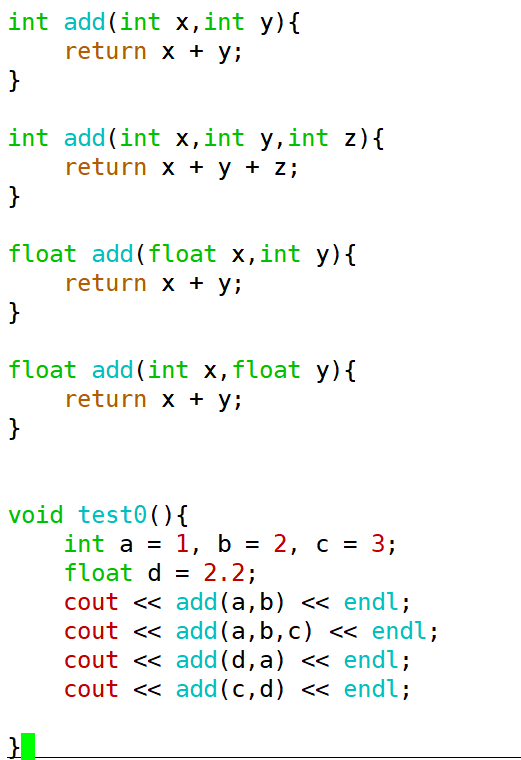 int add(int x,int y){
    return x + y;
}

int add(int x,int y,int z){
    return x + y + z;
}

float add(float x,int y){
    return x + y;
}

float add(int x,float y){
    return x + y;
}


void test0(){
    int a = 1, b = 2, c = 3;
    float d = 2.2;
    cout << add(a,b) << endl;
    cout << add(a,b,c) << endl;
    cout << add(d,a) << endl;
    cout << add(c,d) << endl;

}